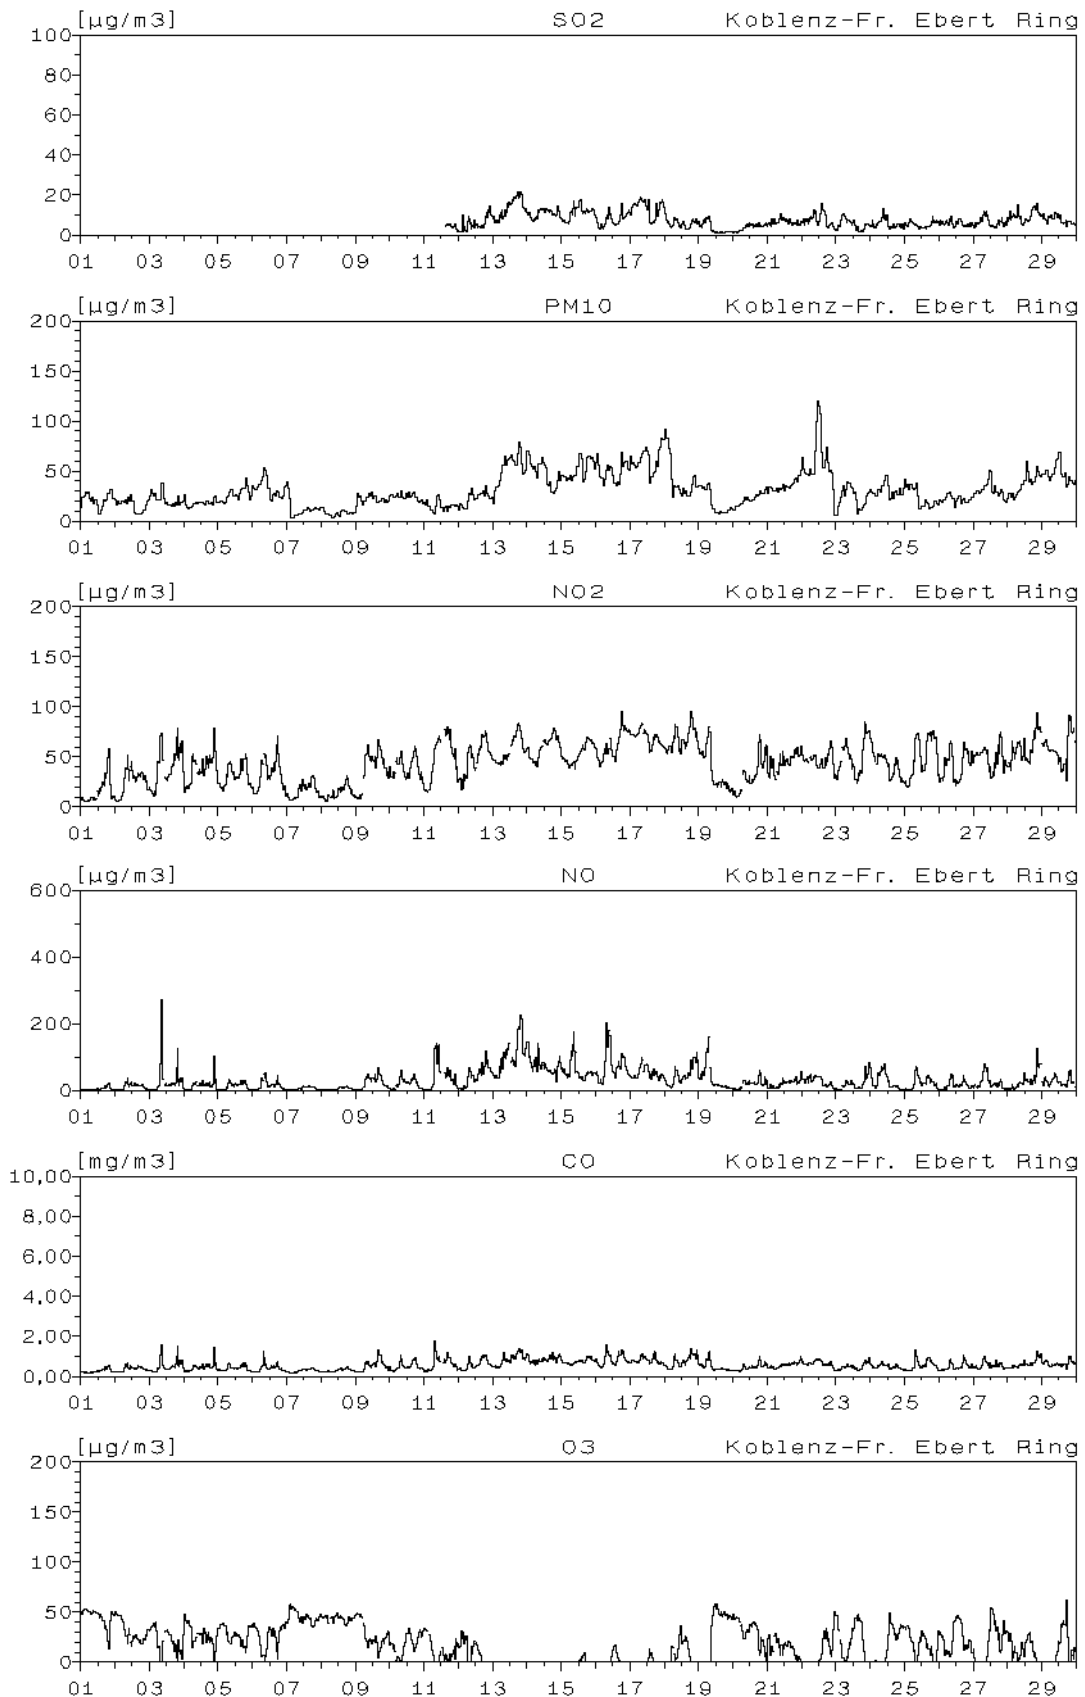 [µg/m3] SO2 Koblenz-Fr. Ebert Ring
100
80
60
40
20
0
01 03 05 07 09 11 13 15 17 19 21 23 25 27 29
[µg/m3] PM10 Koblenz-Fr. Ebert Ring
200
150
100
50
0
01 03 05 07 09 11 13 15 17 19 21 23 25 27 29
[µg/m3] NO2 Koblenz-Fr. Ebert Ring
200
150
100
50
0
01 03 05 07 09 11 13 15 17 19 21 23 25 27 29
[µg/m3] NO Koblenz-Fr. Ebert Ring
600
400
200
0
01 03 05 07 09 11 13 15 17 19 21 23 25 27 29
[mg/m3] CO Koblenz-Fr. Ebert Ring
10,00
8,00
6,00
4,00
2,00
0,00
01 03 05 07 09 11 13 15 17 19 21 23 25 27 29
[µg/m3] O3 Koblenz-Fr. Ebert Ring
200
150
100
50
0
01 03 05 07 09 11 13 15 17 19 21 23 25 27 29